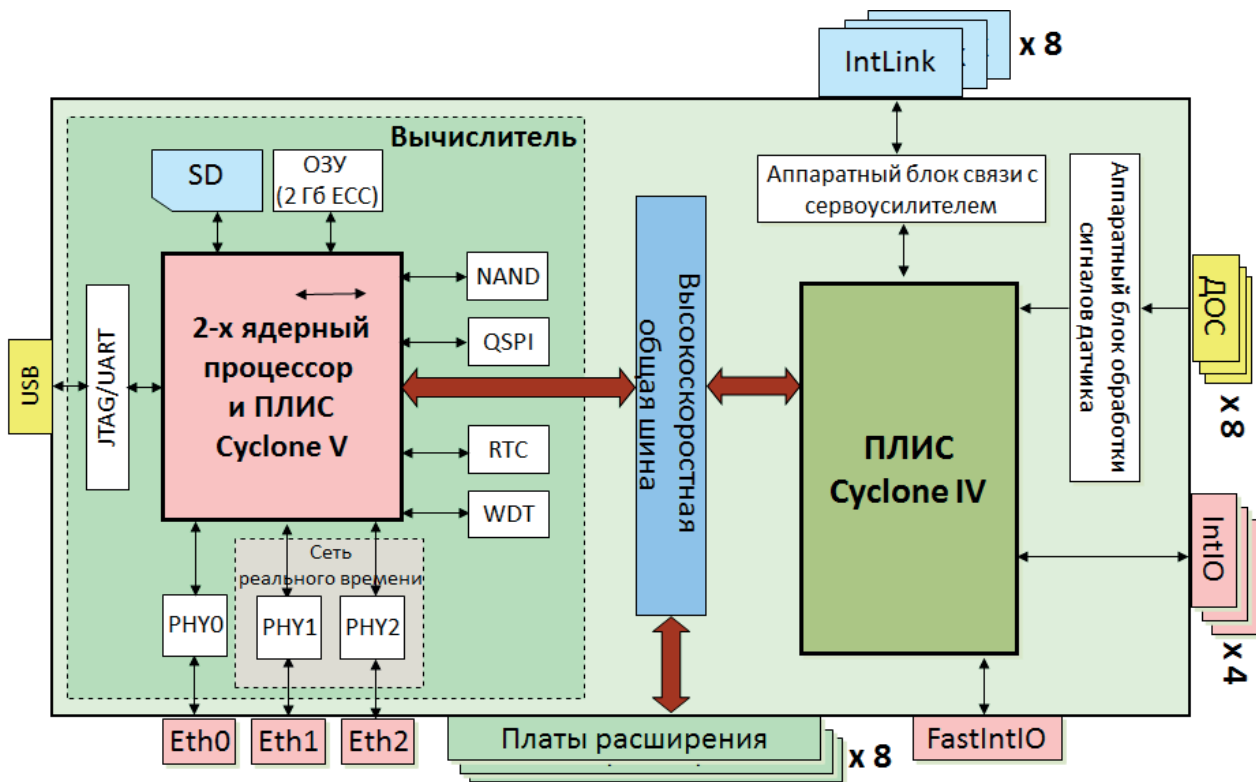 IntLink
x 8
Вычислитель
SD
ОЗУ
(2 Гб ECC)
Аппаратный блок связи с
сервоусилителем
Аппаратный блок обработки
сигналов датчика
ДОС
x 8
NAND
QSPI
2-х ядерный
процессор
и ПЛИС
Cyclone V
USB
JTAG/UART
Высокоскоростная
общая шина
ПЛИС
Cyclone IV
RTC
WDT
IntIO
x 4
Сеть
реального времени
PHY0
PHY1
PHY2
Eth0
Eth1
Eth2
Платы расширения
x 8
FastIntIO